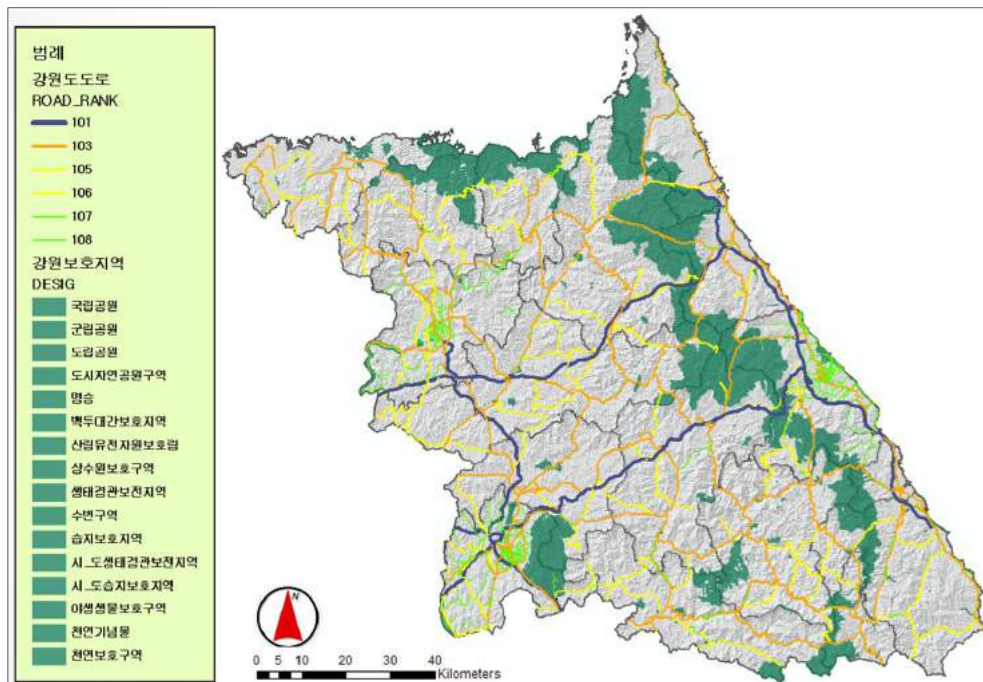 범례
강원도도로
ROAD_RANK
101
103
105
106
107
108
강원보호지역
DESIG
국립공원
군립공원
도립공원
도시자연공원구역
명승
백두대간보호지역
산림유전자원보호림
상수원보호구역
생태경관보전지역
수변구역
습지보호지역
시_도생태경관보전지역
시_도습지보호지역
야생생물보호구역
천연기념물
천연보호구역
N
0 5 10 20 30 40
Kilometers